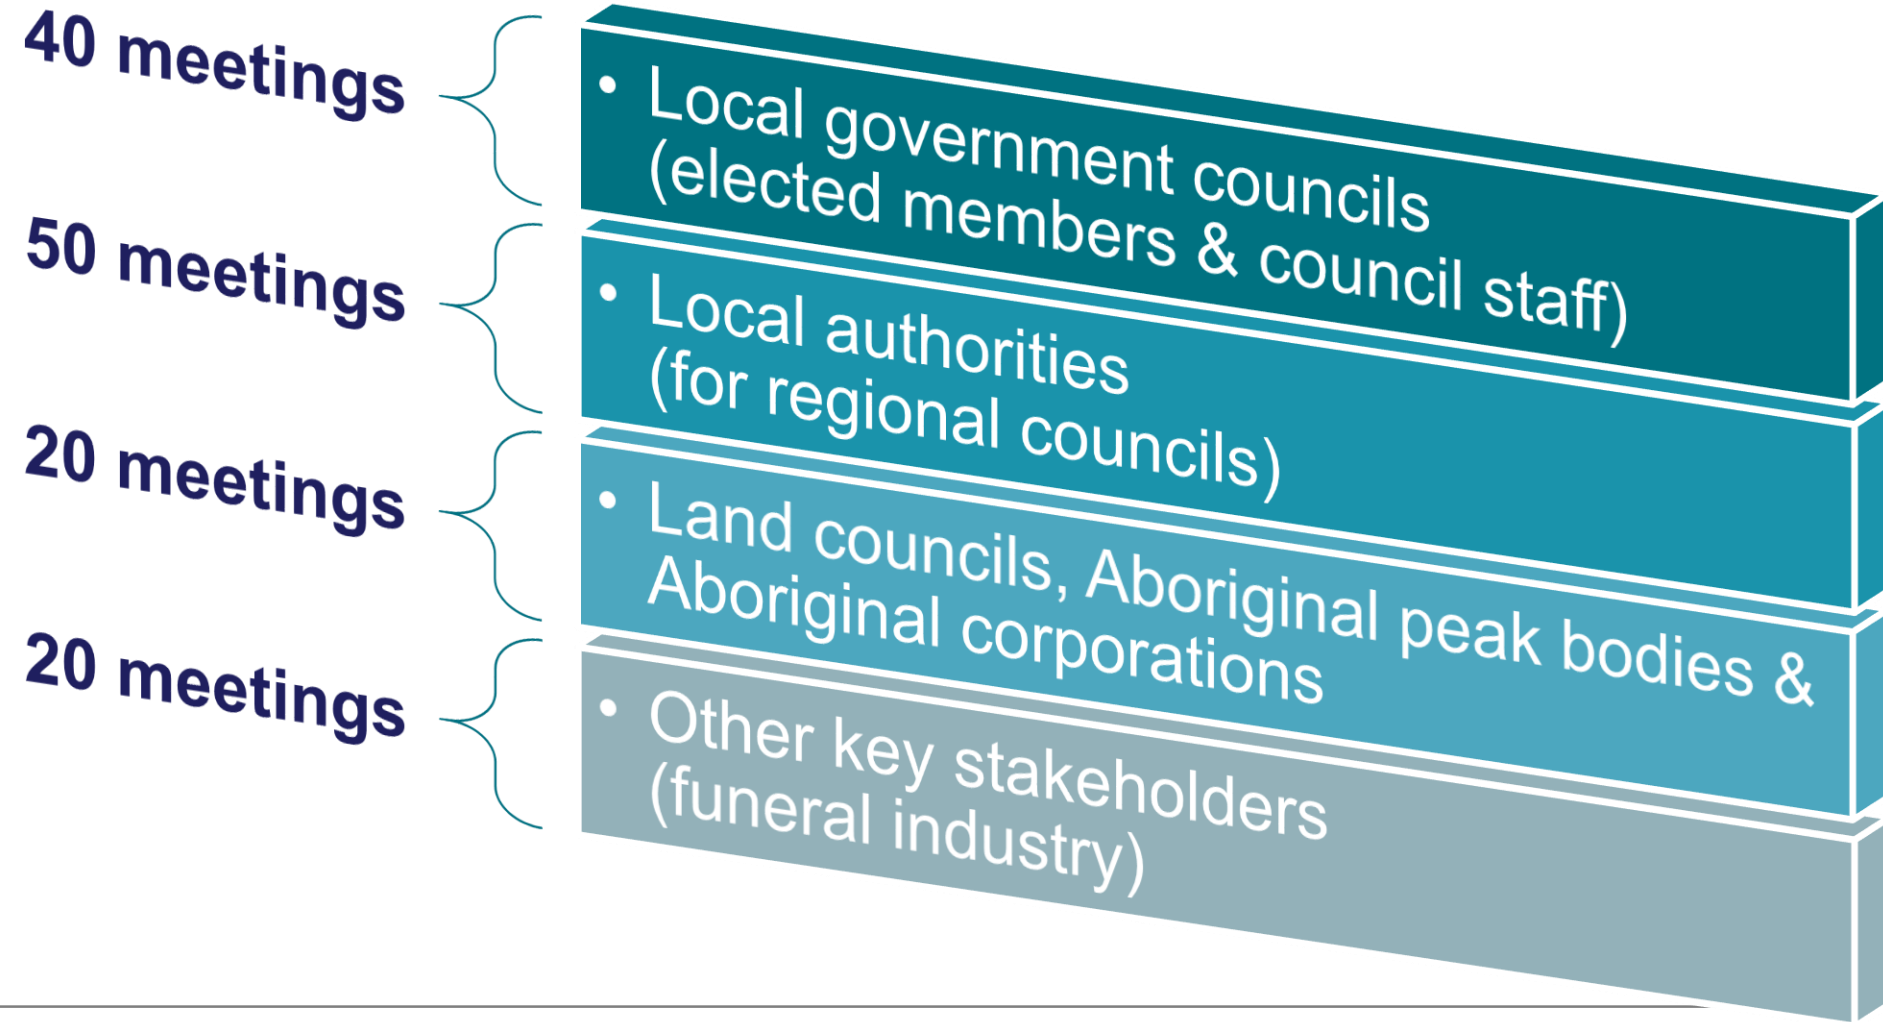 40 meetings
• Local government councils
(elected members & council staff)
50 meetings
• Local authorities
(for regional councils)
20 meetings
• Land councils, Aboriginal peak bodies &
Aboriginal corporations
20 meetings
• Other key stakeholders
(funeral industry)